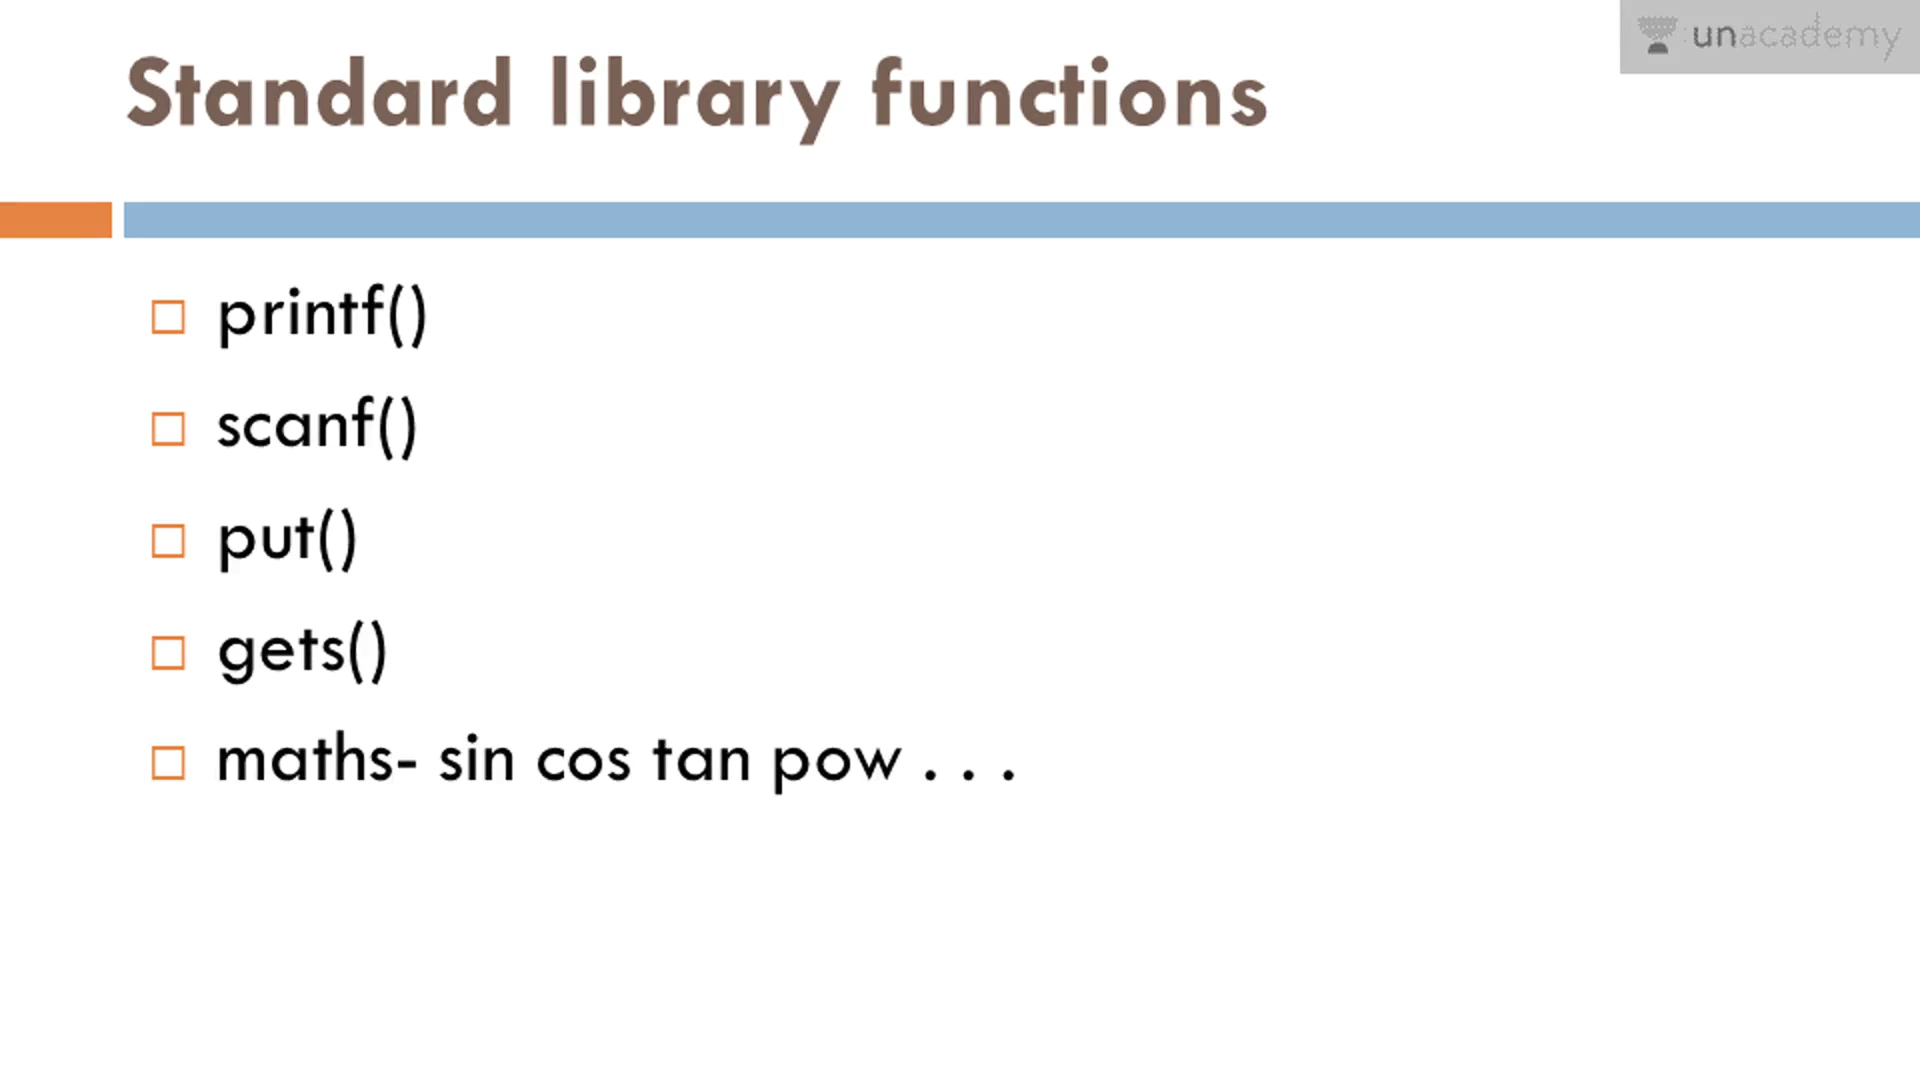 unacademy
Standard library functions
printf()
scanf()
put()
gets()
maths- sin cos tan pow . . .